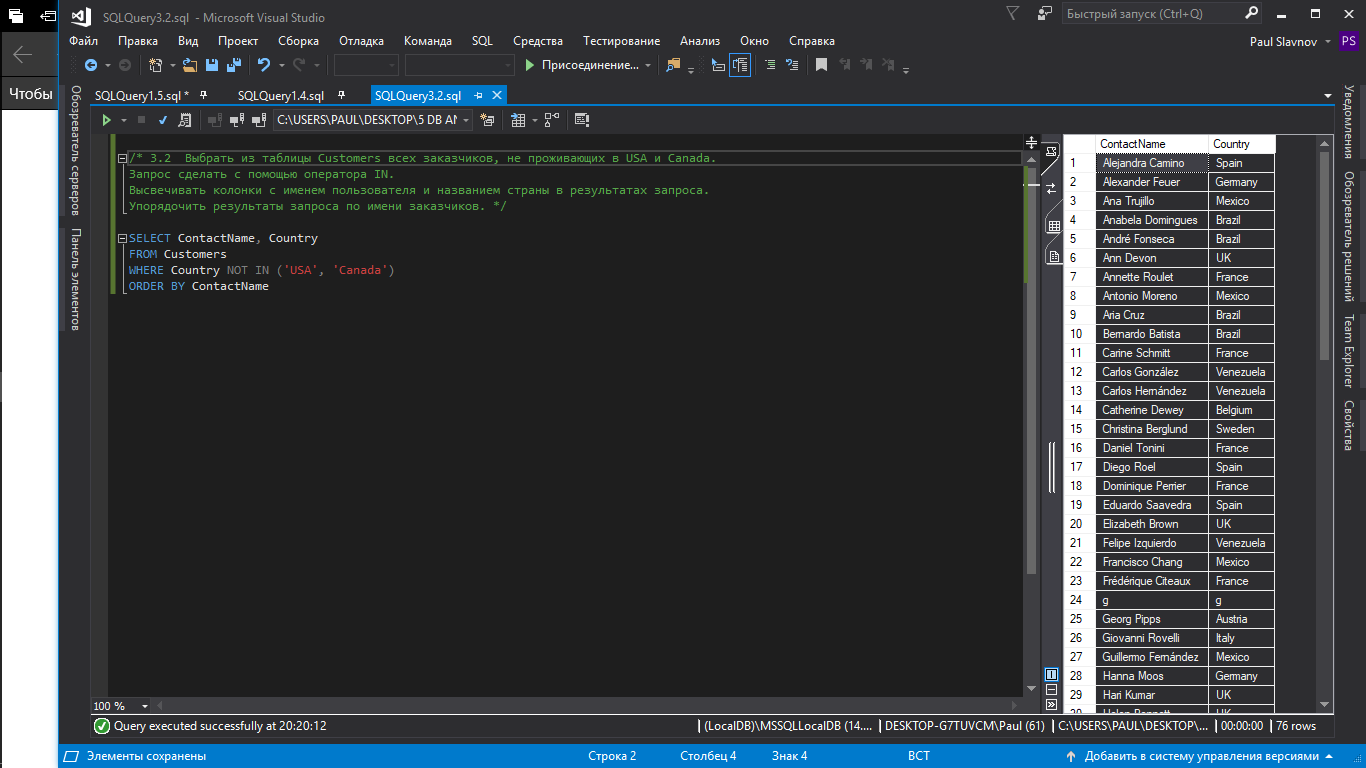 SQLQuery3.2.sql - Microsoft Visual Studio
Быстрый запуск (Ctrl+Q)
Файл Правка Вид Проект Сборка Отладка Команда SQL Средства Тестирование Анализ Окно Справка
Paul Slavnov PS
Присоединение...
Чтобы
SQLQuery1.5.sql * SQLQuery1.4.sql SQLQuery3.2.sql
C:\USERS\PAUL\DESKTOP\5 DB AN
Обозреватель серверов
Панель элементов
/* 3.2 Выбрать из таблицы Customers всех заказчиков, не проживающих в USA и Canada.
Запрос сделать с помощью оператора IN.
Высвечивать колонки с именем пользователя и названием страны в результатах запроса.
Упорядочить результаты запроса по имени заказчиков. */
SELECT ContactName, Country
FROM Customers
WHERE Country NOT IN ('USA', 'Canada')
ORDER BY ContactName
ContactName Country
1 Alejandra Camino Spain
2 Alexander Feuer Germany
3 Ana Trujillo Mexico
4 Anabela Domingues Brazil
5 André Fonseca Brazil
6 Ann Devon UK
7 Annette Roulet France
8 Antonio Moreno Mexico
9 Aria Cruz Brazil
10 Bernardo Batista Brazil
11 Carine Schmitt France
12 Carlos González Venezuela
13 Carlos Hernández Venezuela
14 Catherine Dewey Belgium
15 Christina Berglund Sweden
16 Daniel Tonini France
17 Diego Roel Spain
18 Dominique Perrier France
19 Eduardo Saavedra Spain
20 Elizabeth Brown UK
21 Felipe Izquierdo Venezuela
22 Francisco Chang Mexico
23 Frédérique Citeaux France
24 g g
25 Georg Pipps Austria
26 Giovanni Rovelli Italy
27 Guillermo Fernández Mexico
28 Hanna Moos Germany
29 Hari Kumar UK
30 Helen Bennett UK
Уведомления
Обозреватель решений
Team Explorer
Свойства
100 %
Query executed successfully at 20:20:12
(LocalDB)\MSSQLLocalDB (14.... DESKTOP-G7TUVCM\Paul (61) C:\USERS\PAUL\DESKTOP\... 00:00:00 76 rows
Элементы сохранены
Строка 2 Столбец 4 Знак 4 ВСТ
Добавить в систему управления версиями